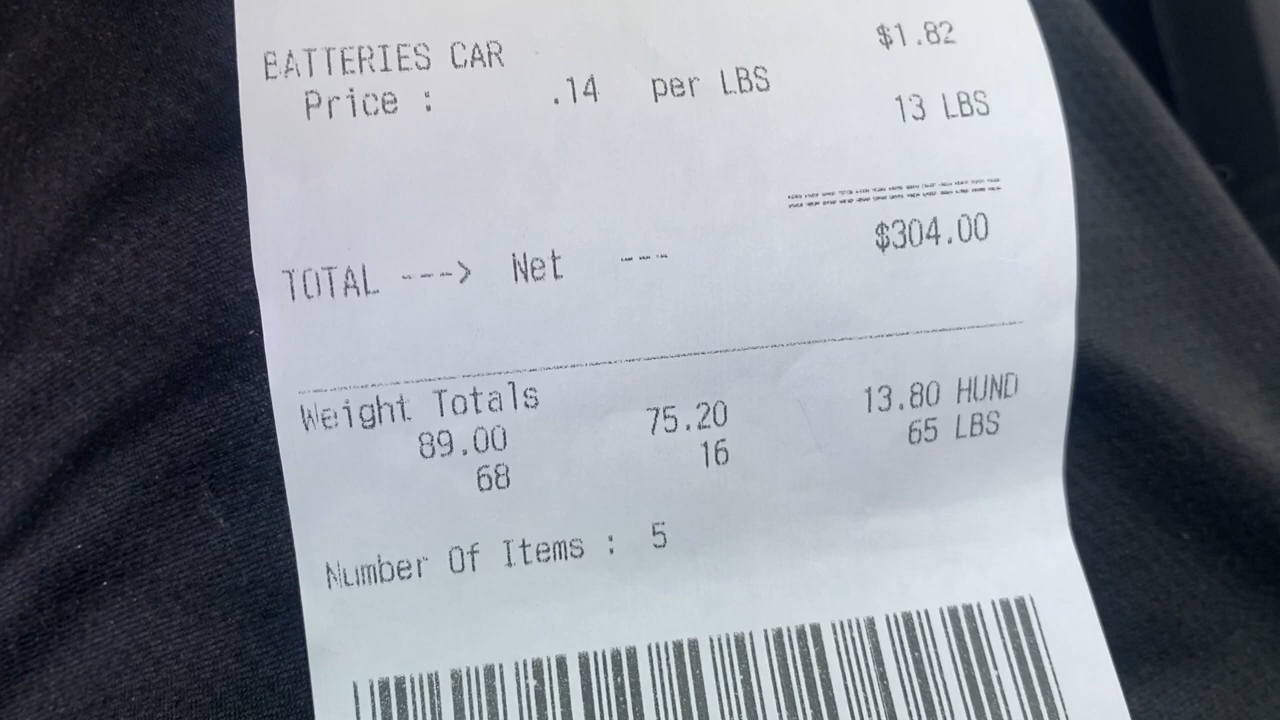 $1.82
BATTERIES CAR
Price : .14 per LBS
13 LBS
$304.00
TOTAL ---> Net ---
Weight Totals
89.00 75.20 13.80 HUND
68 16 65 LBS
Number Of Items : 5